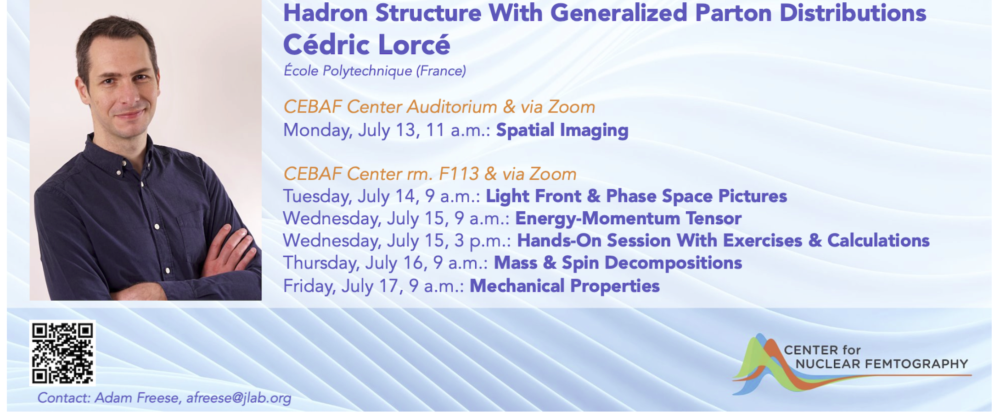 Hadron Structure With Generalized Parton Distributions
Cédric Lorcé
École Polytechnique (France)
CEBAF Center Auditorium & via Zoom
Monday, July 13, 11 a.m.: Spatial Imaging
CEBAF Center rm. F113 & via Zoom
Tuesday, July 14, 9 a.m.: Light Front & Phase Space Pictures
Wednesday, July 15, 9 a.m.: Energy-Momentum Tensor
Wednesday, July 15, 3 p.m.: Hands-On Session With Exercises & Calculations
Thursday, July 16, 9 a.m.: Mass & Spin Decompositions
Friday, July 17, 9 a.m.: Mechanical Properties
Contact: Adam Freese, afreese@jlab.org
CENTER for
NUCLEAR FEMTOGRAPHY